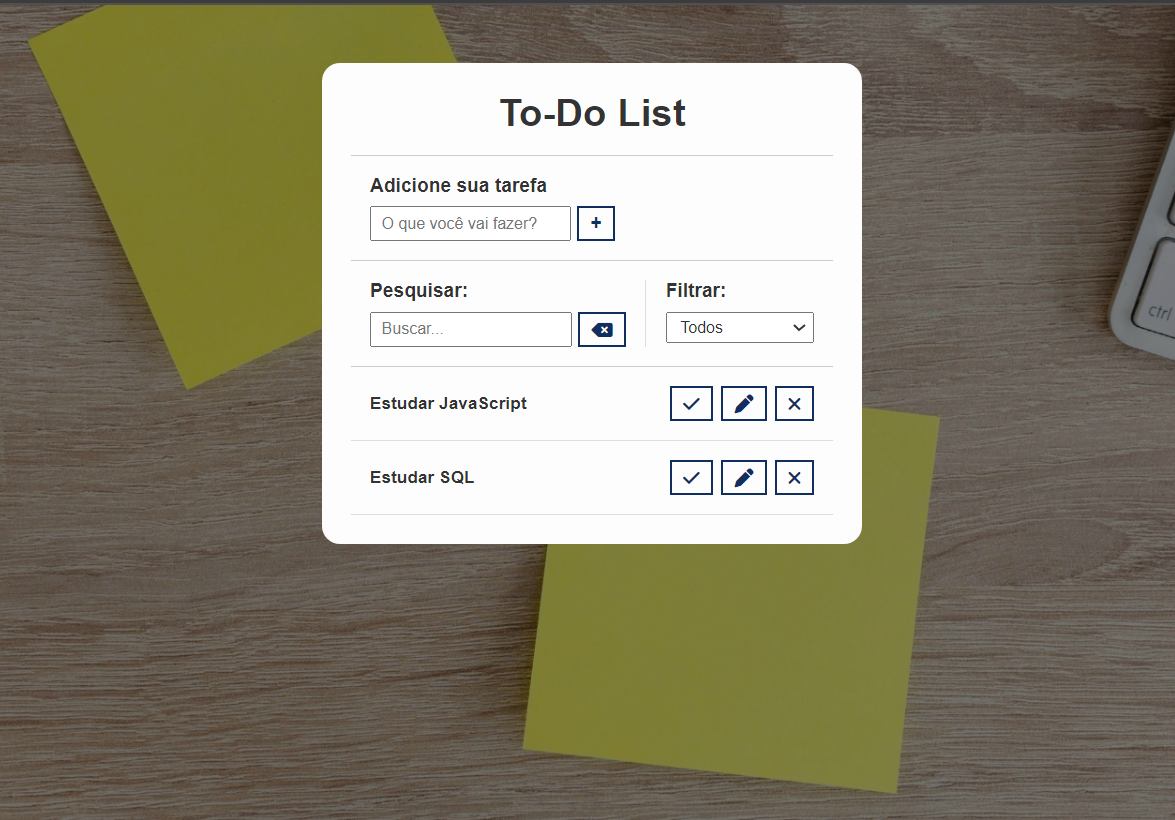 To-Do List
Adicione sua tarefa
O que você vai fazer?
+
Pesquisar:
Filtrar:
Buscar...
Todos
Estudar JavaScript
Estudar SQL
ctrl